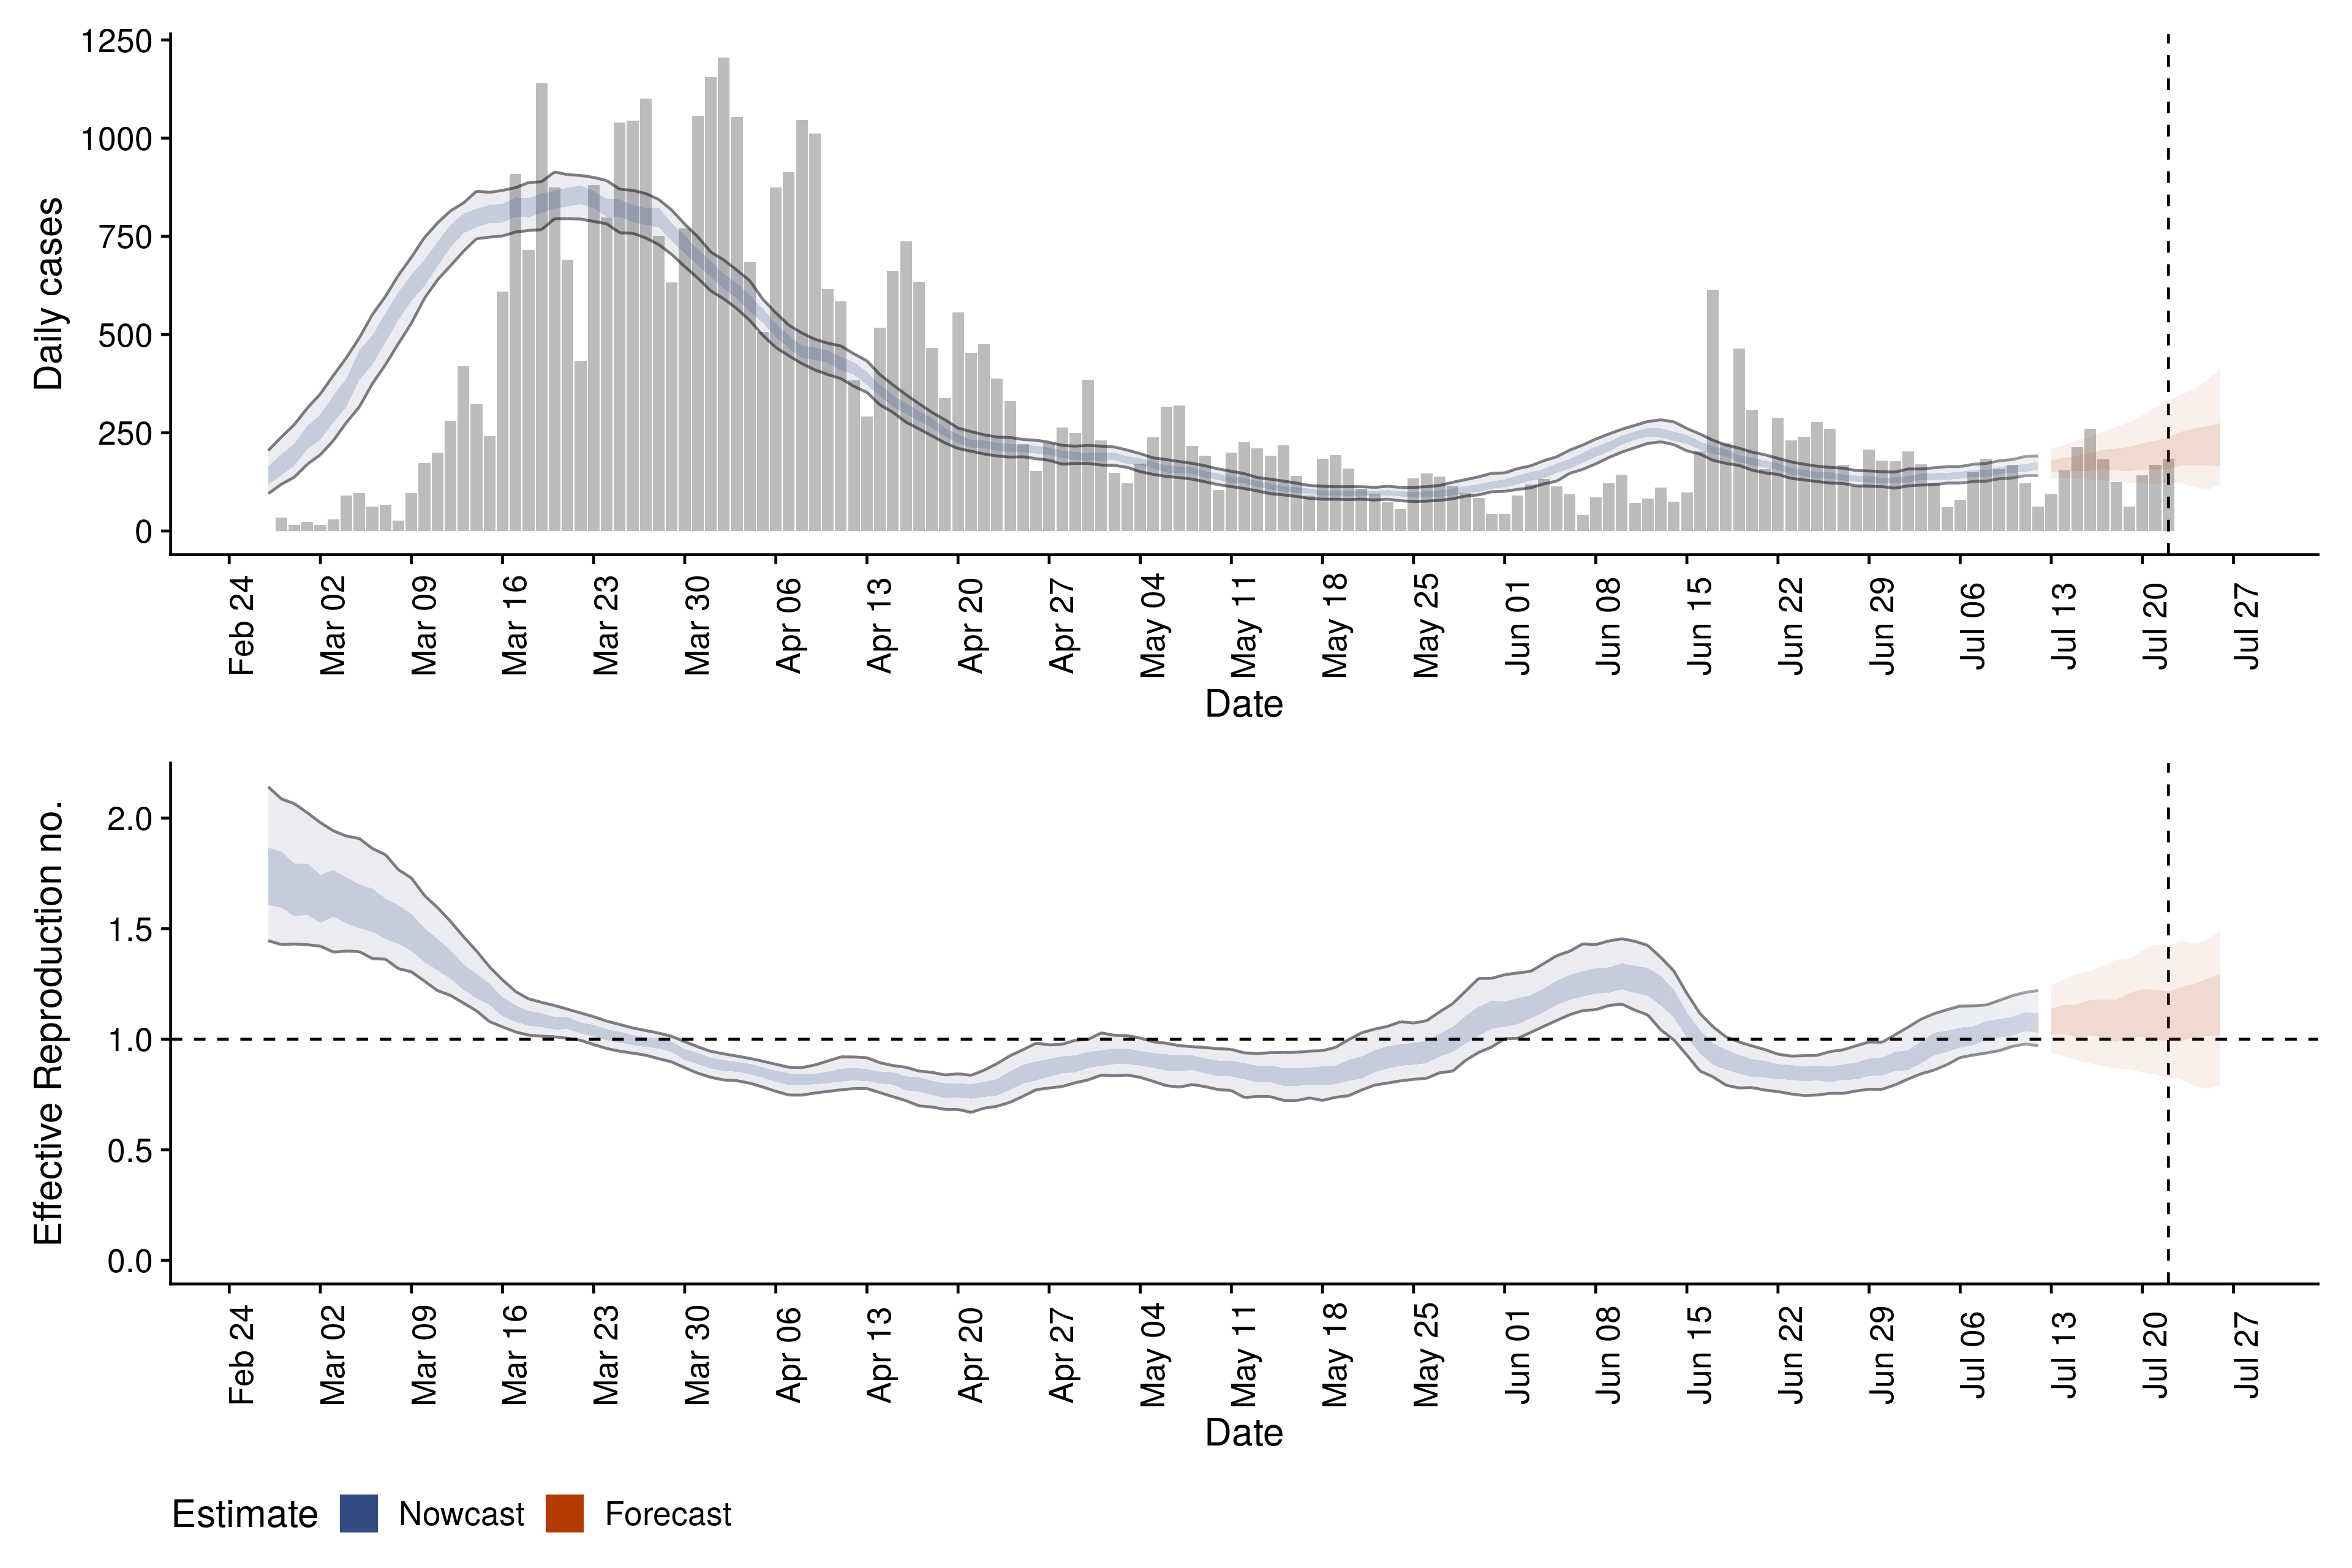 Daily cases
1250
1000
750
500
250
0
Feb 24
Mar 02
Mar 09
Mar 16
Mar 23
Mar 30
Apr 06
Apr 13
Apr 20
Apr 27
May 04
May 11
May 18
May 25
Jun 01
Jun 08
Jun 15
Jun 22
Jun 29
Jul 06
Jul 13
Jul 20
Jul 27
Date
Effective Reproduction no.
2.0
1.5
1.0
0.5
0.0
Feb 24
Mar 02
Mar 09
Mar 16
Mar 23
Mar 30
Apr 06
Apr 13
Apr 20
Apr 27
May 04
May 11
May 18
May 25
Jun 01
Jun 08
Jun 15
Jun 22
Jun 29
Jul 06
Jul 13
Jul 20
Jul 27
Date
Estimate Nowcast Forecast